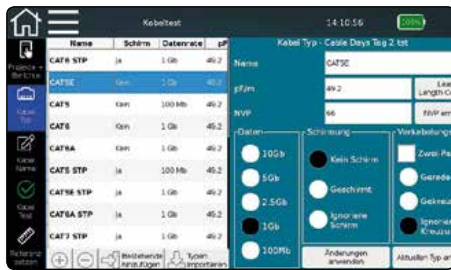 Kabeltest 14:10:56 100%
Projekte +
Berichte
Kabel
Typ
Kabel
Name
Kabel
Test
Referenz
setzen
Name Schirm Datenrate pF
CAT6 STP Ja 1 Gb 49.2
CAT5E Kein 1 Gb 49.2
CAT5 Kein 100 Mb 49.2
CAT6 Kein 1 Gb 49.2
CAT6A Kein 1 Gb 49.2
CAT5 STP Ja 100 Mb 49.2
CAT5E STP Ja 1 Gb 49.2
CAT6A STP Ja 1 Gb 49.2
CAT7 STP Ja 1 Gb 49.2
Bestehende
hinzufügen
Typen
importieren
Kabel Typ - Cable Days Tag 2 tst
Name CAT5E
pF/m 49.2
Length-C
NVP 66
NVP
Daten
10Gb
5Gb
2.5Gb
1Gb
100Mb
Schirmung
Kein Schirm
Geschirmt
Ignoriere
Schirm
Verkabelungs
Zwei-Pa
Gerade
Gekreuz
Ignoriere
Kreuzu
Änderungen
anwenden
Aktuellen Typ an